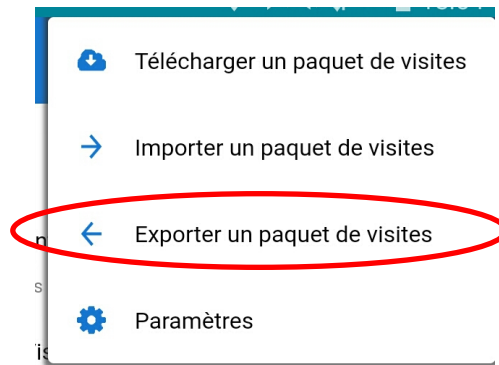 Télécharger un paquet de visites
Importer un paquet de visites
Exporter un paquet de visites
Paramètres